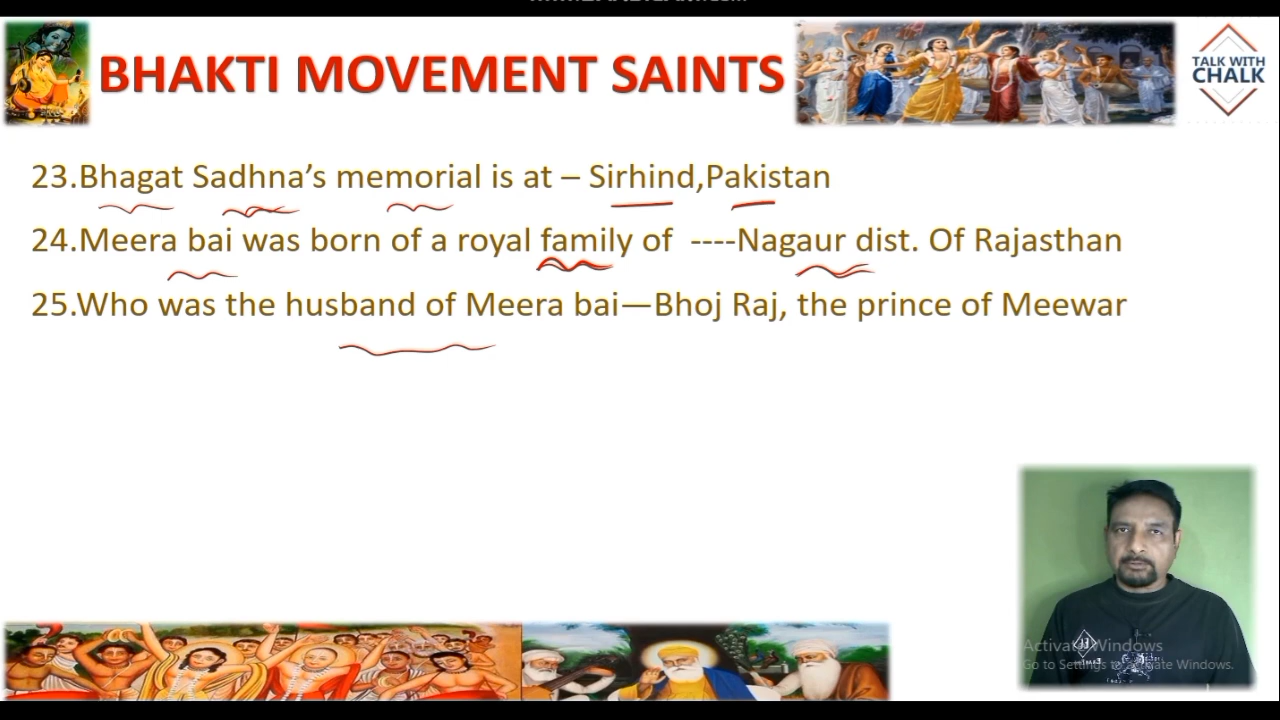 BHAKTI MOVEMENT SAINTS
TALK WITH
CHALK
23.Bhagat Sadhna's memorial is at – Sirhind,Pakistan
24.Meera bai was born of a royal family of ----Nagaur dist. Of Rajasthan
25.Who was the husband of Meera bai—Bhoj Raj, the prince of Meewar
Activate Windows
Go to Settings to activate Windows.